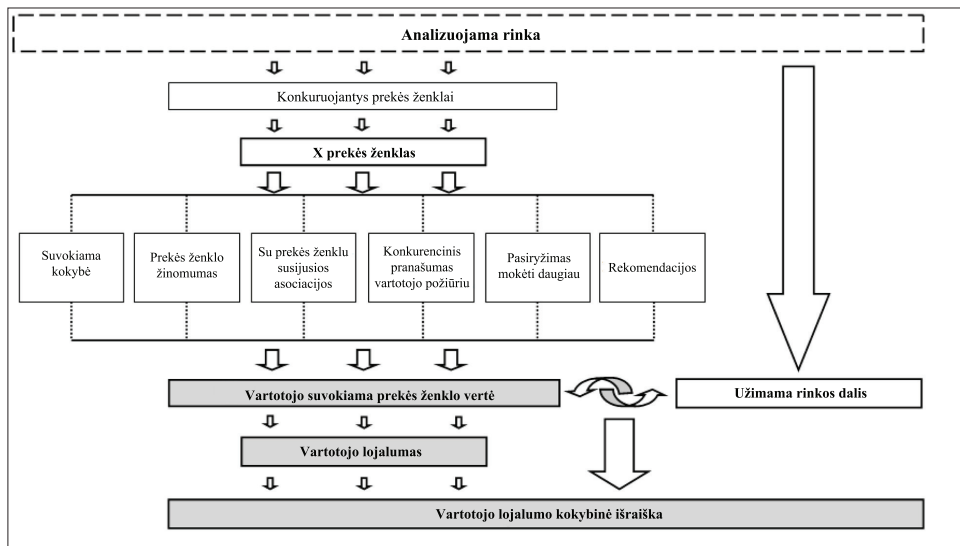 Analizuojama rinka
Konkuruojantys prekės ženklai
X prekės ženklas
Suvokiama
kokybė
Prekės ženklo
žinomumas
Su prekės ženklu
susijusios
asociacijos
Konkurencinis
pranašumas
vartotojo požiūriu
Pasiryžimas
mokėti daugiau
Rekomendacijos
Vartotojo suvokiama prekės ženklo vertė
Užimama rinkos dalis
Vartotojo lojalumas
Vartotojo lojalumo kokybinė išraiška